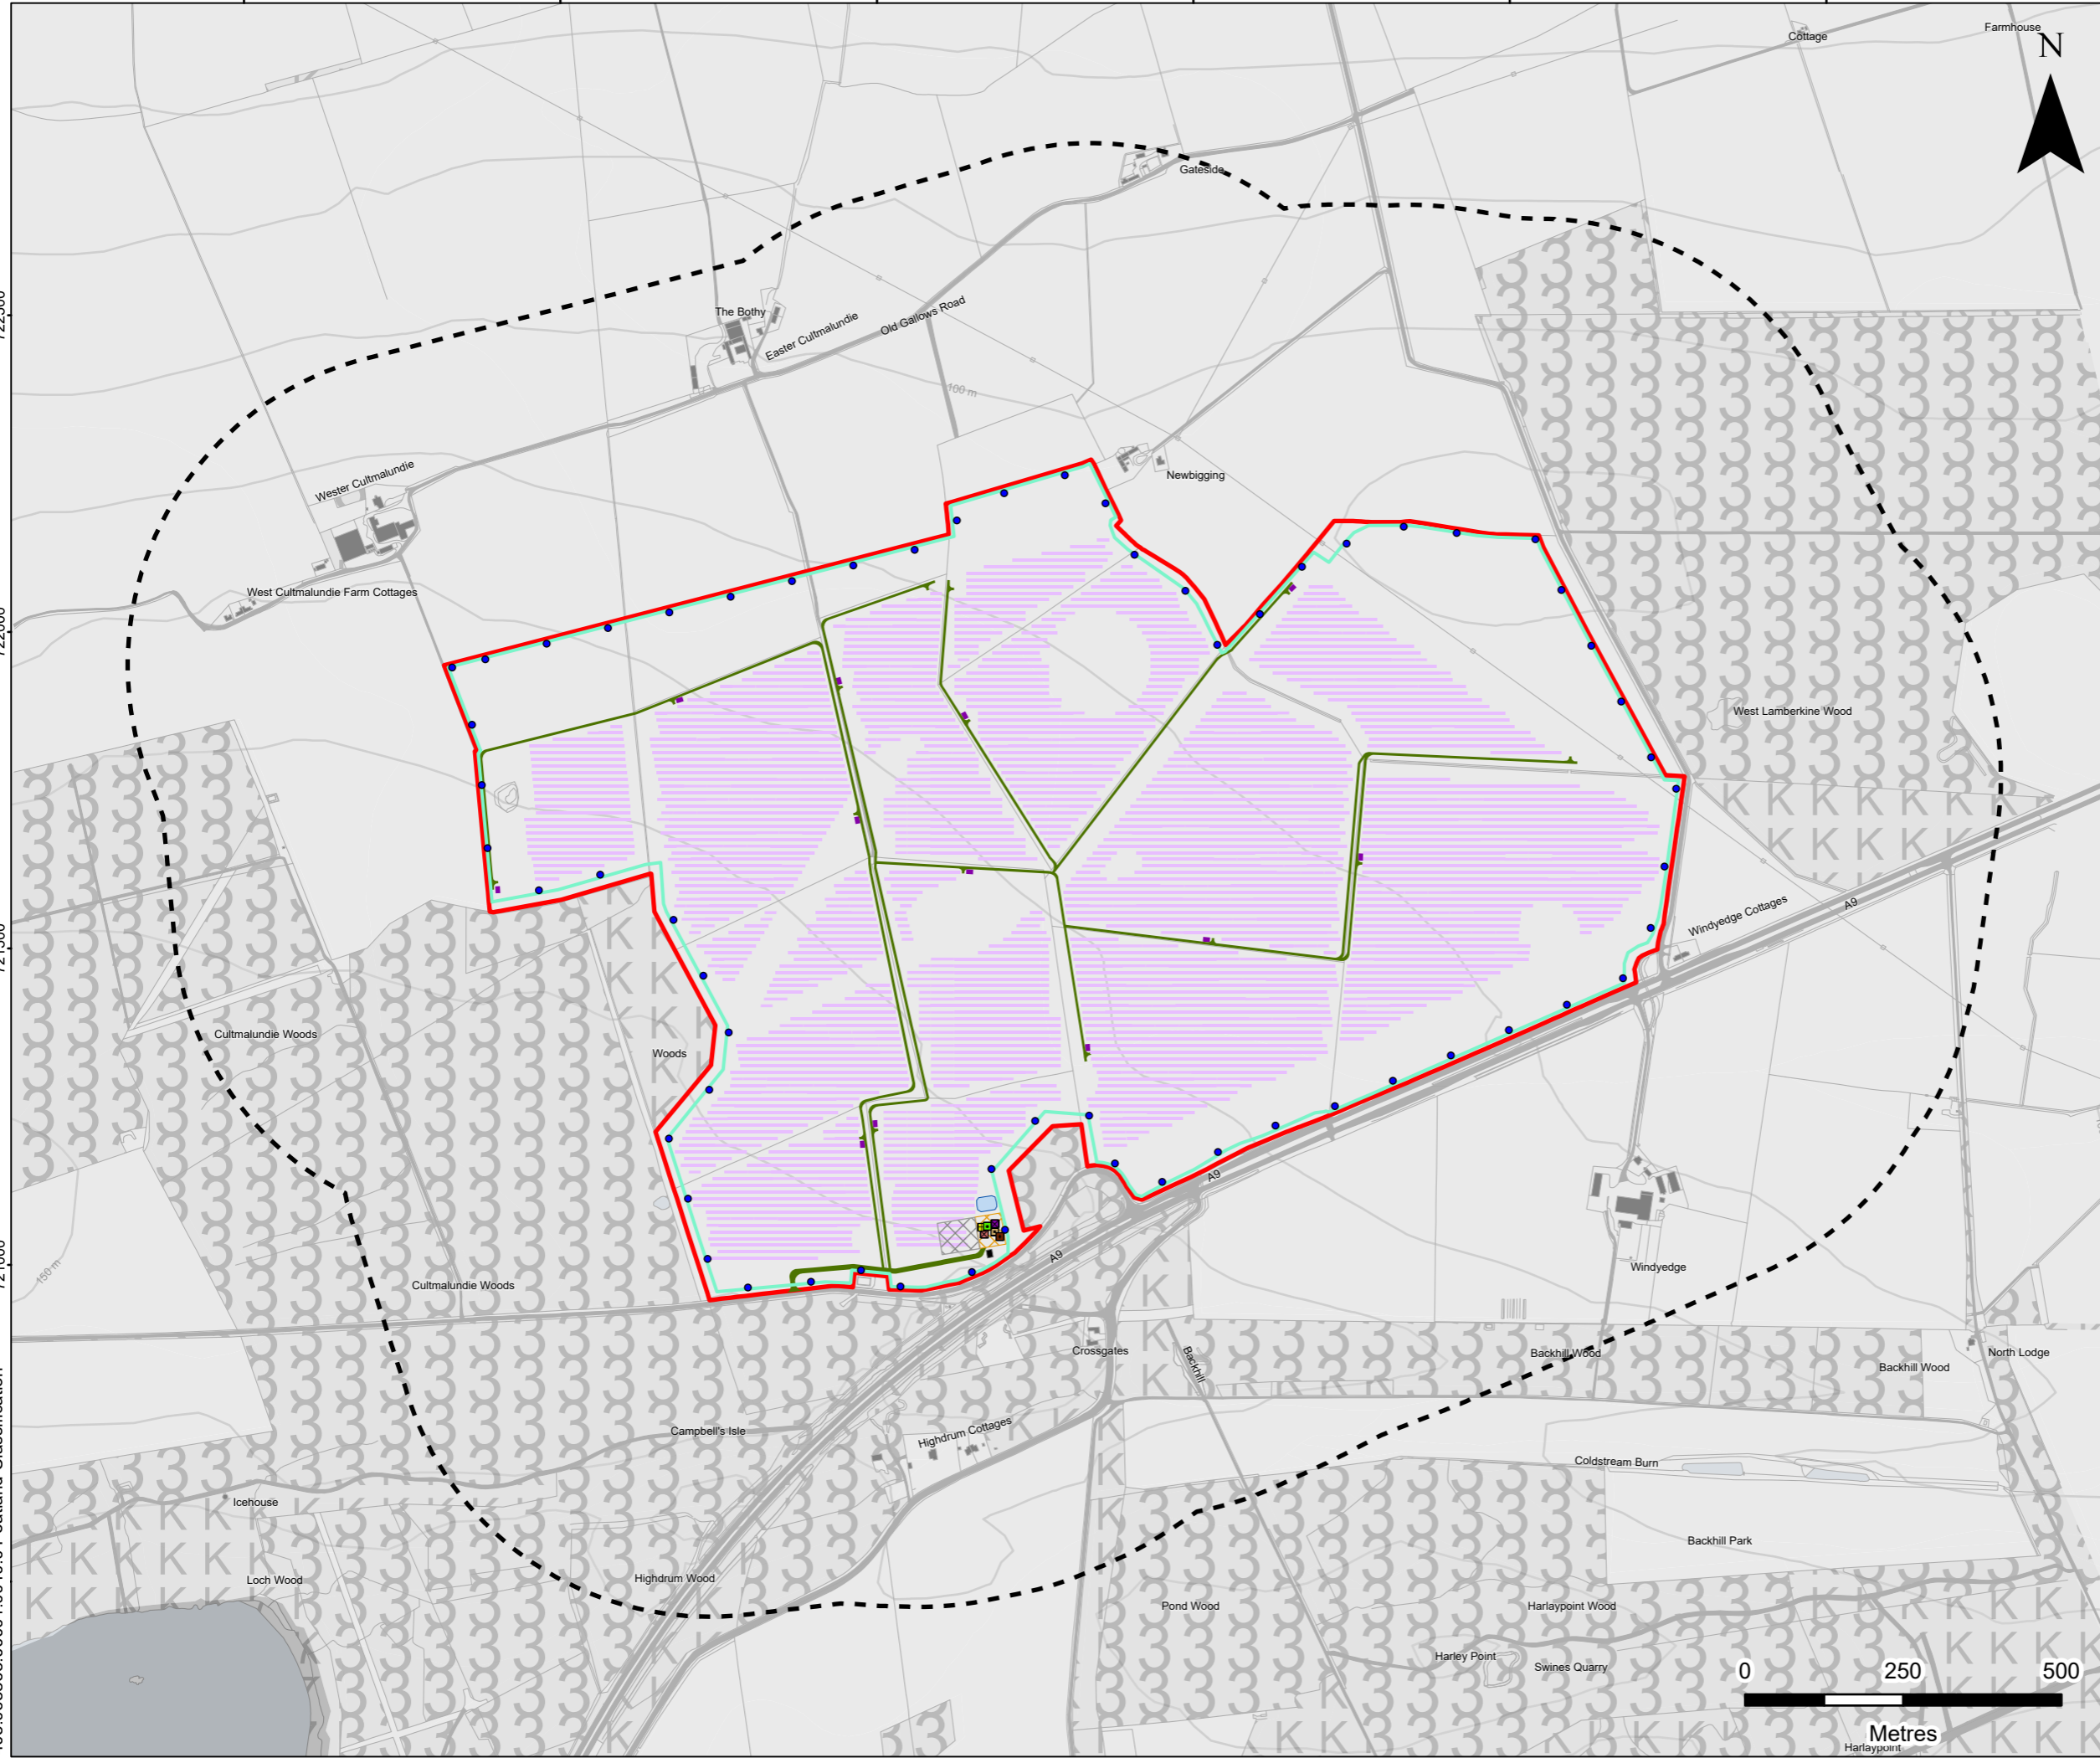 Cottage
Farmhouse
N
Gateside
The Bothy
Easter Cultmalundie
Old Gallows Road
100 m
Newbigging
Wester Cultmalundie
West Cultmalundie Farm Cottages
West Lamberkine Wood
Windyedge Cottages
A9
Cultmalundie Woods
Woods
A9
A9
Windyedge
150 m
Cultmalundie Woods
Crossgates
Backhill
Backhill Wood
Backhill Wood
North Lodge
Campbell's Isle
Highdrum Cottages
Coldstream Burn
Icehouse
Backhill Park
Loch Wood
Highdrum Wood
Pond Wood
Harlaypoint Wood
Harley Point
Swines Quarry
0 250 500
Metres
Harlaypoint